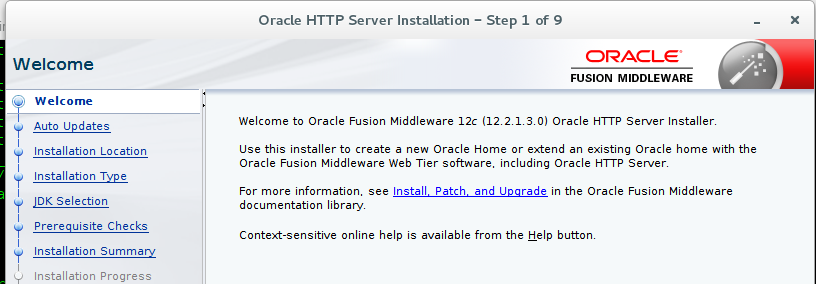 Oracle HTTP Server Installation – Step 1 of 9
Welcome
ORACLE
FUSION MIDDLEWARE
Welcome
Auto Updates
Installation Location
Installation Type
JDK Selection
Prerequisite Checks
Installation Summary
Installation Progress
Welcome to Oracle Fusion Middleware 12c (12.2.1.3.0) Oracle HTTP Server Installer.
Use this installer to create a new Oracle Home or extend an existing Oracle home with the
Oracle Fusion Middleware Web Tier software, including Oracle HTTP Server.
For more information, see Install, Patch, and Upgrade in the Oracle Fusion Middleware
documentation library.
Context-sensitive online help is available from the Help button.